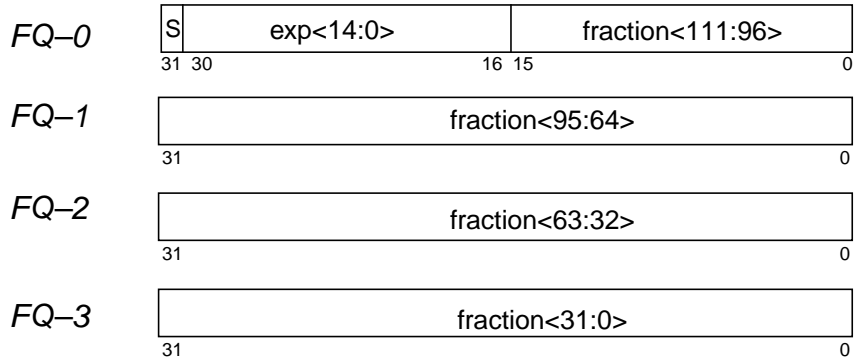 FQ–0 S exp<14:0> fraction<111:96>
31 30 16 15 0
FQ–1 fraction<95:64>
31 0
FQ–2 fraction<63:32>
31 0
FQ–3 fraction<31:0>
31 0